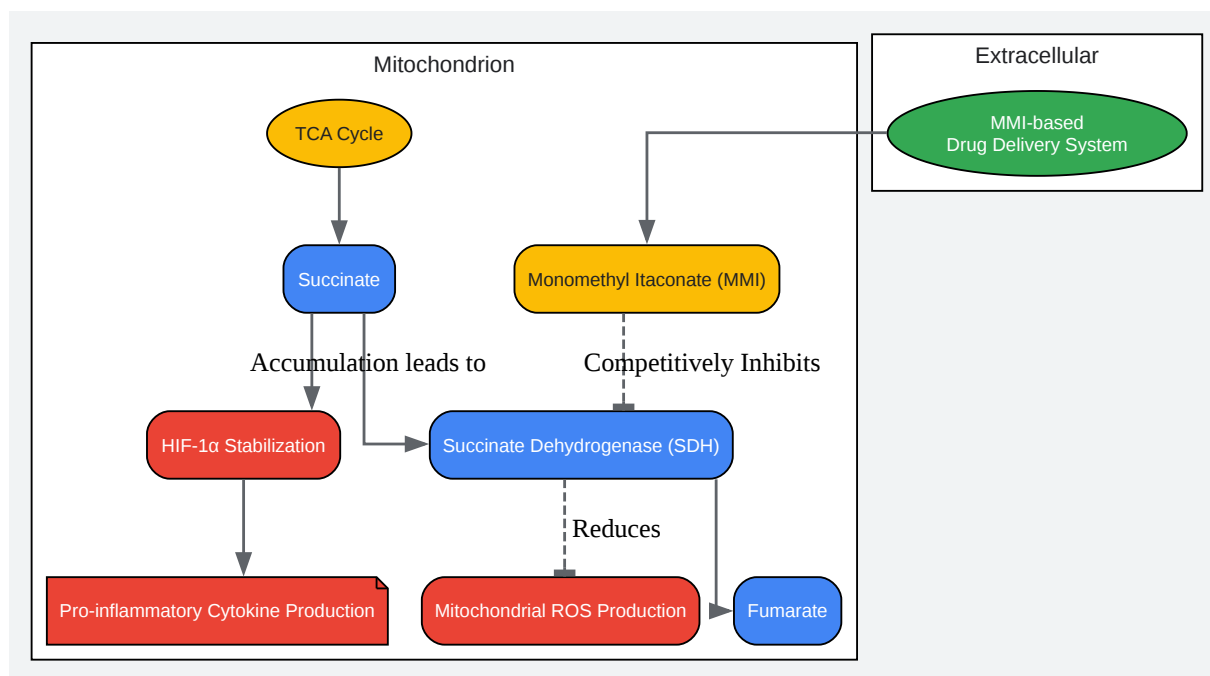 Mitochondrion
Extracellular
TCA Cycle
MMI-based
Drug Delivery System
Succinate
Monomethyl Itaconate (MMI)
Accumulation leads to
Competitively Inhibits
HIF-1α Stabilization
Succinate Dehydrogenase (SDH)
Reduces
Pro-inflammatory Cytokine Production
Mitochondrial ROS Production
Fumarate